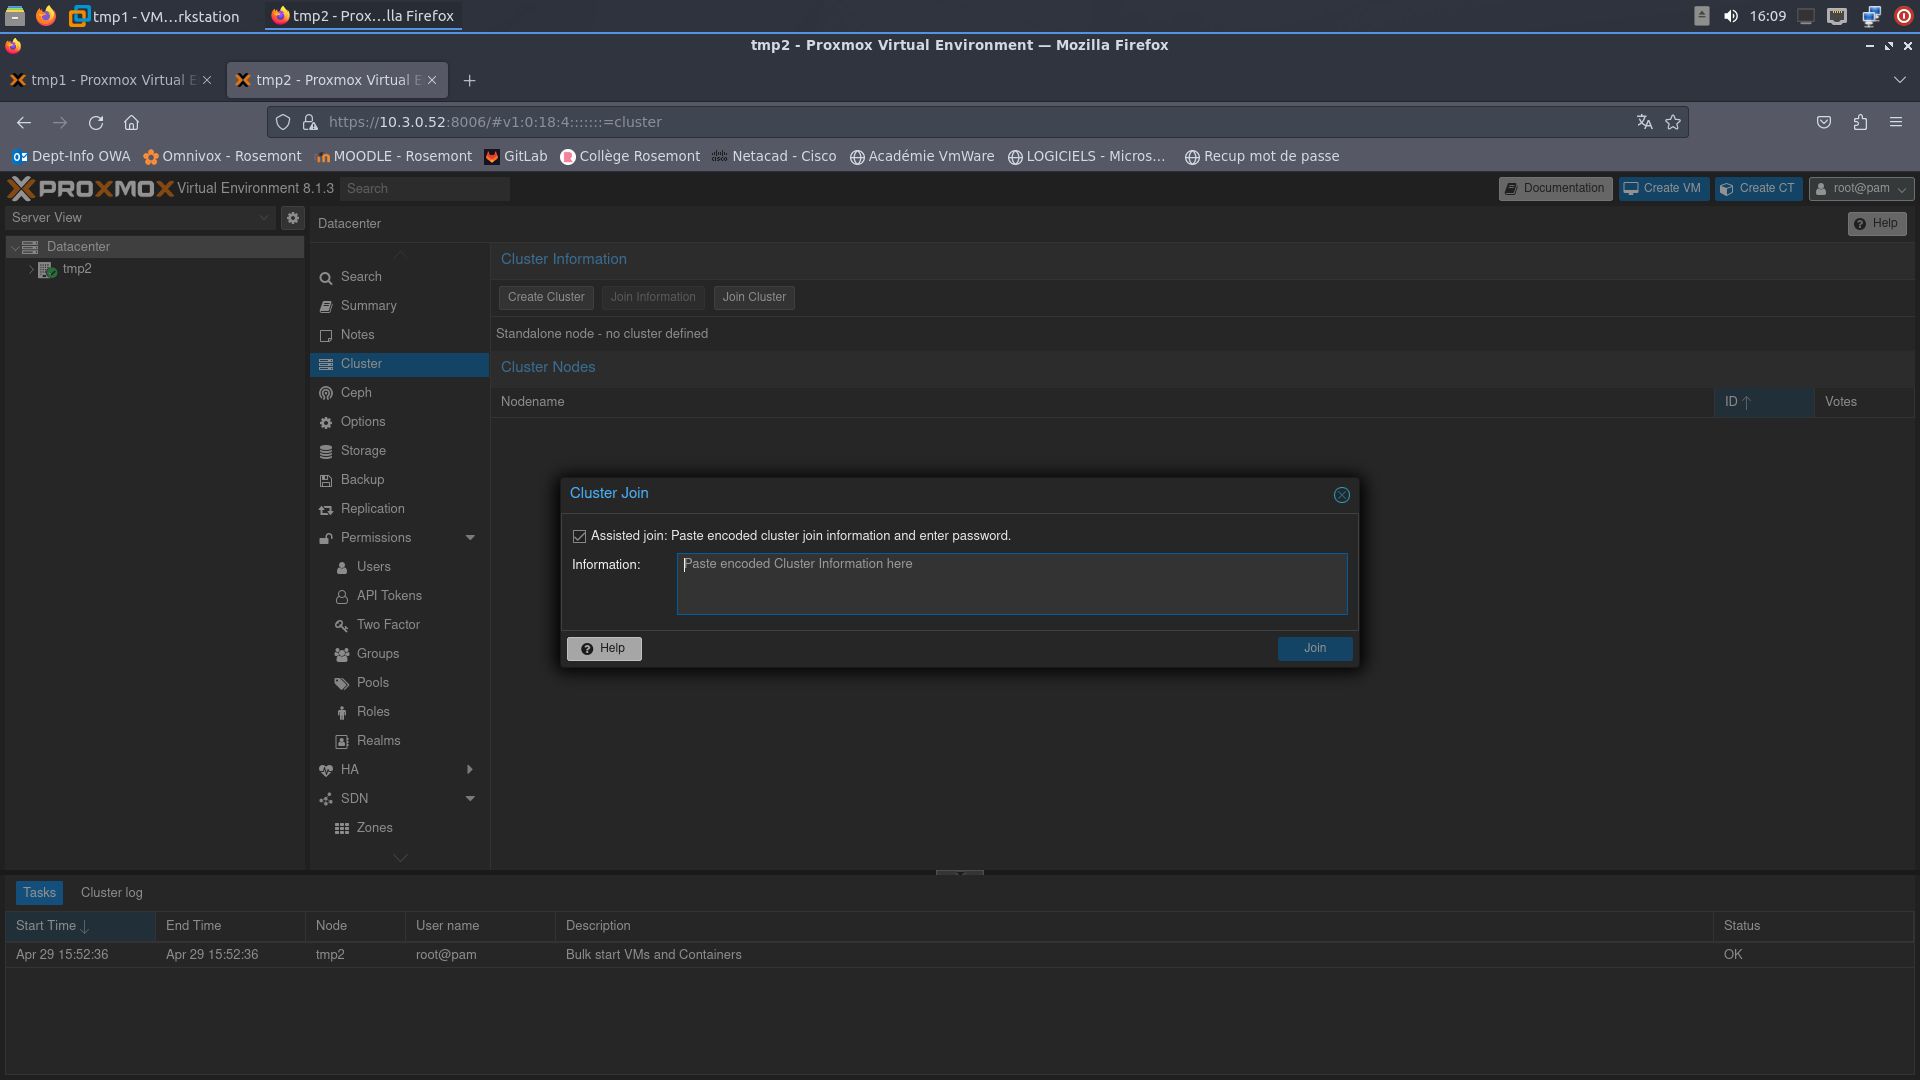 tmp1 - VM...rkstation
tmp2 - Prox...lla Firefox
16:09
tmp2 - Proxmox Virtual Environment — Mozilla Firefox
tmp1 - Proxmox Virtual E
tmp2 - Proxmox Virtual E
https://10.3.0.52:8006/#v1:0:18:4:::::::=cluster
Dept-Info OWA
Omnivox - Rosemont
MOODLE - Rosemont
GitLab
Collège Rosemont
Netacad - Cisco
Académie VmWare
LOGICIELS - Micros...
Recup mot de passe
PROXMOX Virtual Environment 8.1.3
Search
Documentation
Create VM
Create CT
root@pam
Server View
Datacenter
tmp2
Datacenter
Help
Search
Summary
Notes
Cluster
Ceph
Options
Storage
Backup
Replication
Permissions
Users
API Tokens
Two Factor
Groups
Pools
Roles
Realms
HA
SDN
Zones
Cluster Information
Create Cluster
Join Information
Join Cluster
Standalone node - no cluster defined
Cluster Nodes
Nodename
ID
Votes
Cluster Join
Assisted join: Paste encoded cluster join information and enter password.
Information:
Paste encoded Cluster Information here
Help
Join
Tasks
Cluster log
Start Time
End Time
Node
User name
Description
Status
Apr 29 15:52:36
Apr 29 15:52:36
tmp2
root@pam
Bulk start VMs and Containers
OK